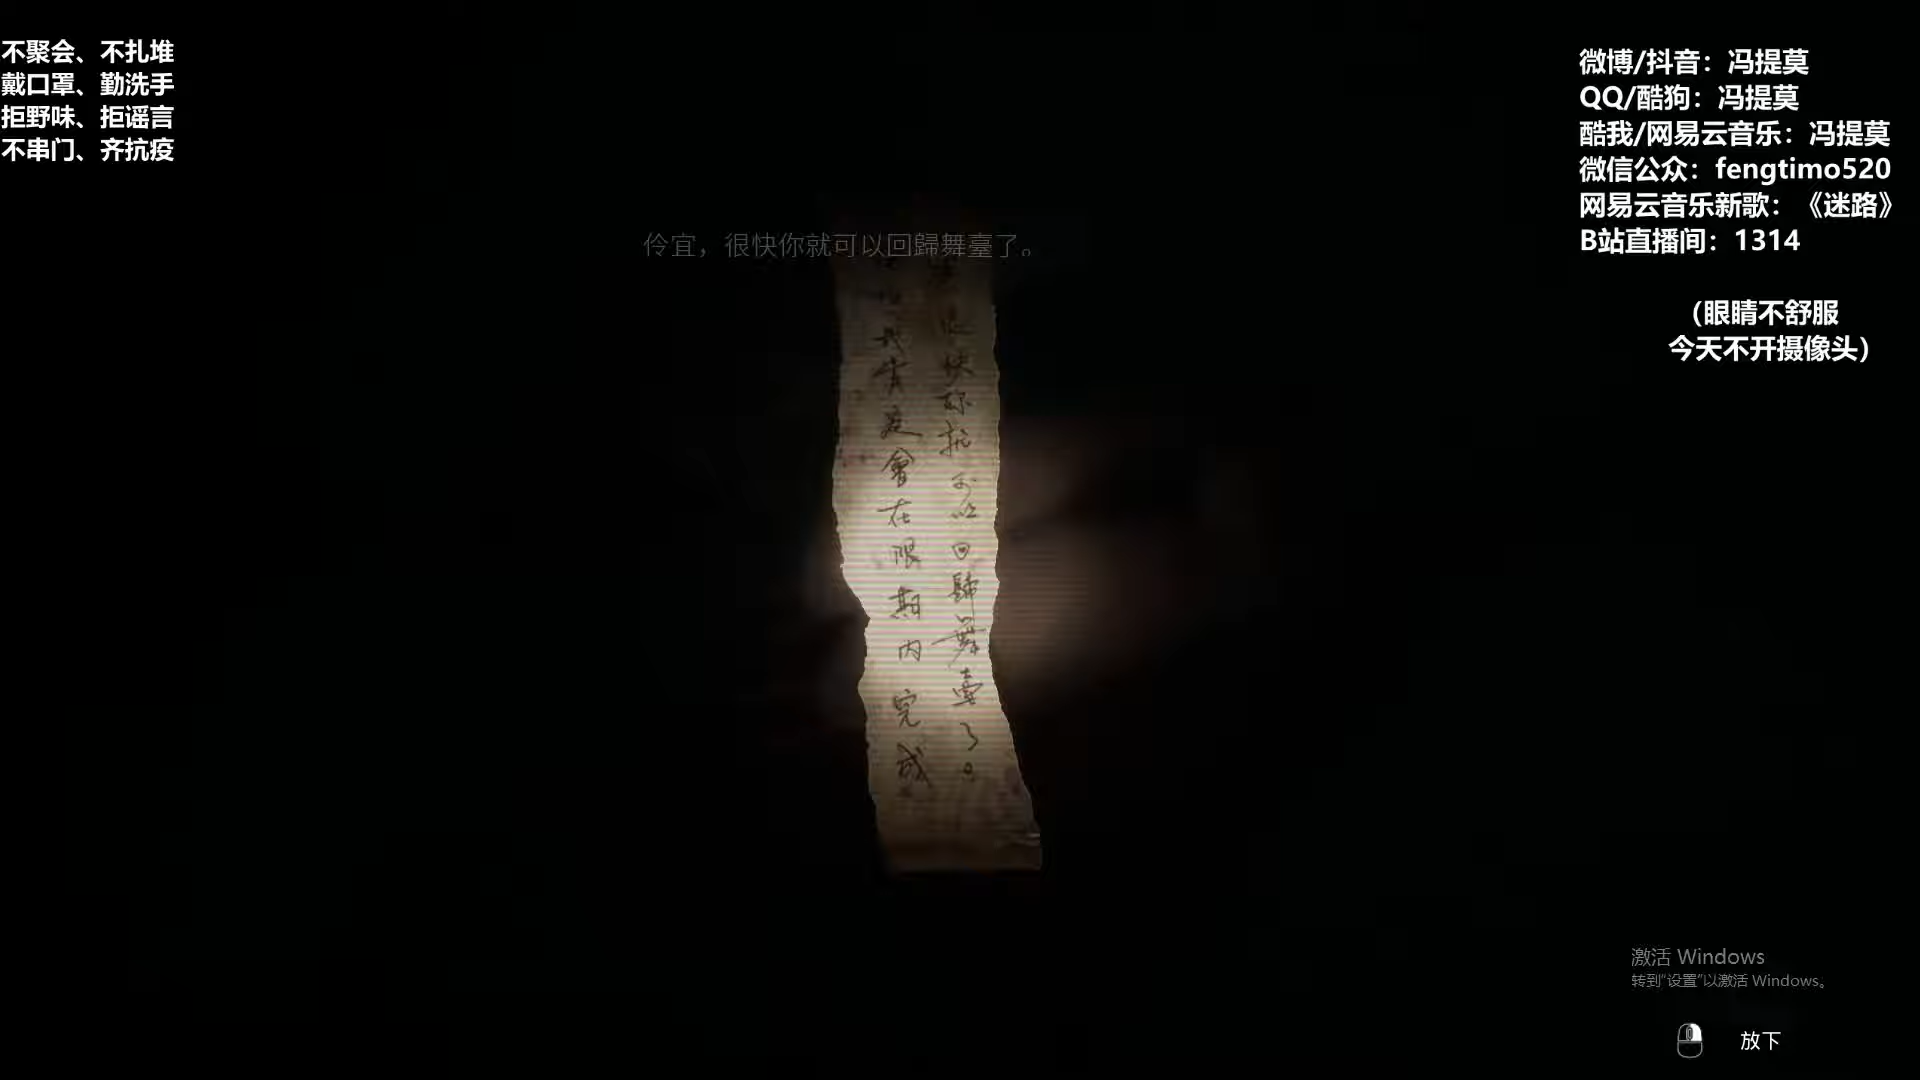 不聚会、不扎堆
戴口罩、勤洗手
拒野味、拒谣言
不串门、齐抗疫
微博/抖音：冯提莫
QQ/酷狗：冯提莫
酷我/网易云音乐：冯提莫
微信公众：fengtimo520
网易云音乐新歌：《迷路》
B站直播间：1314
（眼睛不舒服
今天不开摄像头）
伶宜，很快你就可以回歸舞臺了。
很快你就可以回歸舞臺了。
我肯定會在限期內完成
激活 Windows
转到“设置”以激活 Windows。
放下